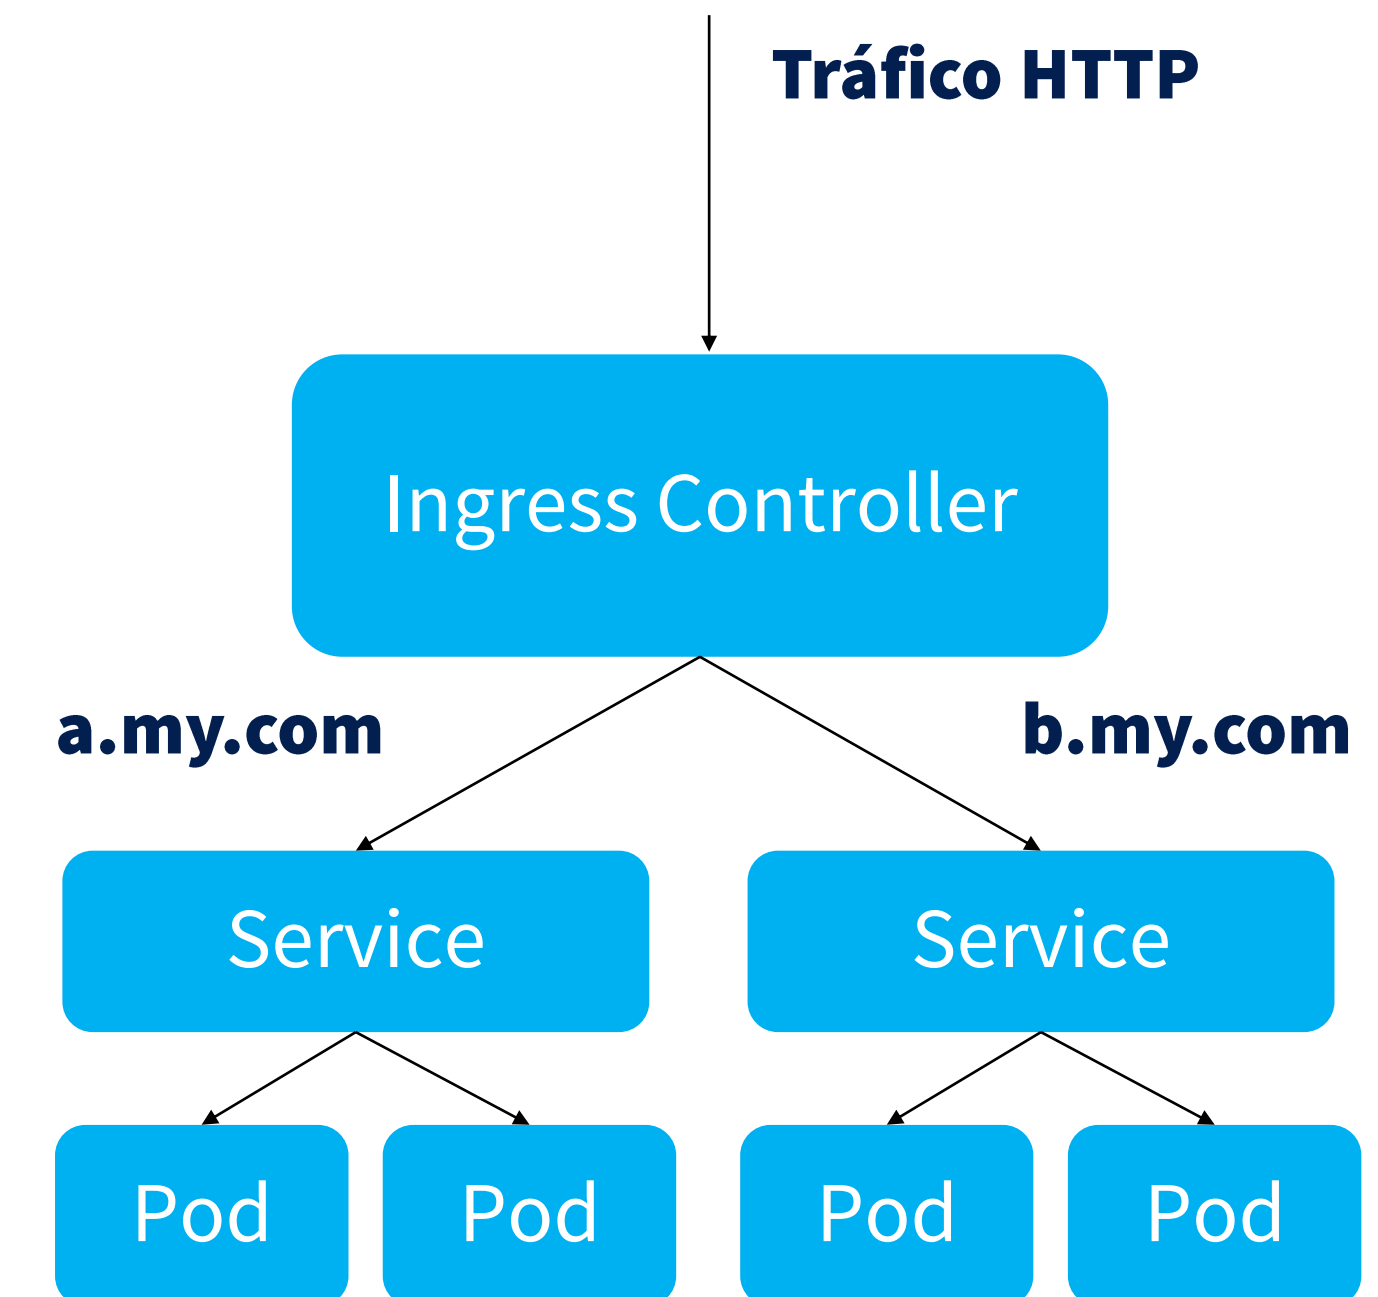 Tráfico HTTP
Ingress Controller
a.my.com
b.my.com
Service
Service
Pod
Pod
Pod
Pod